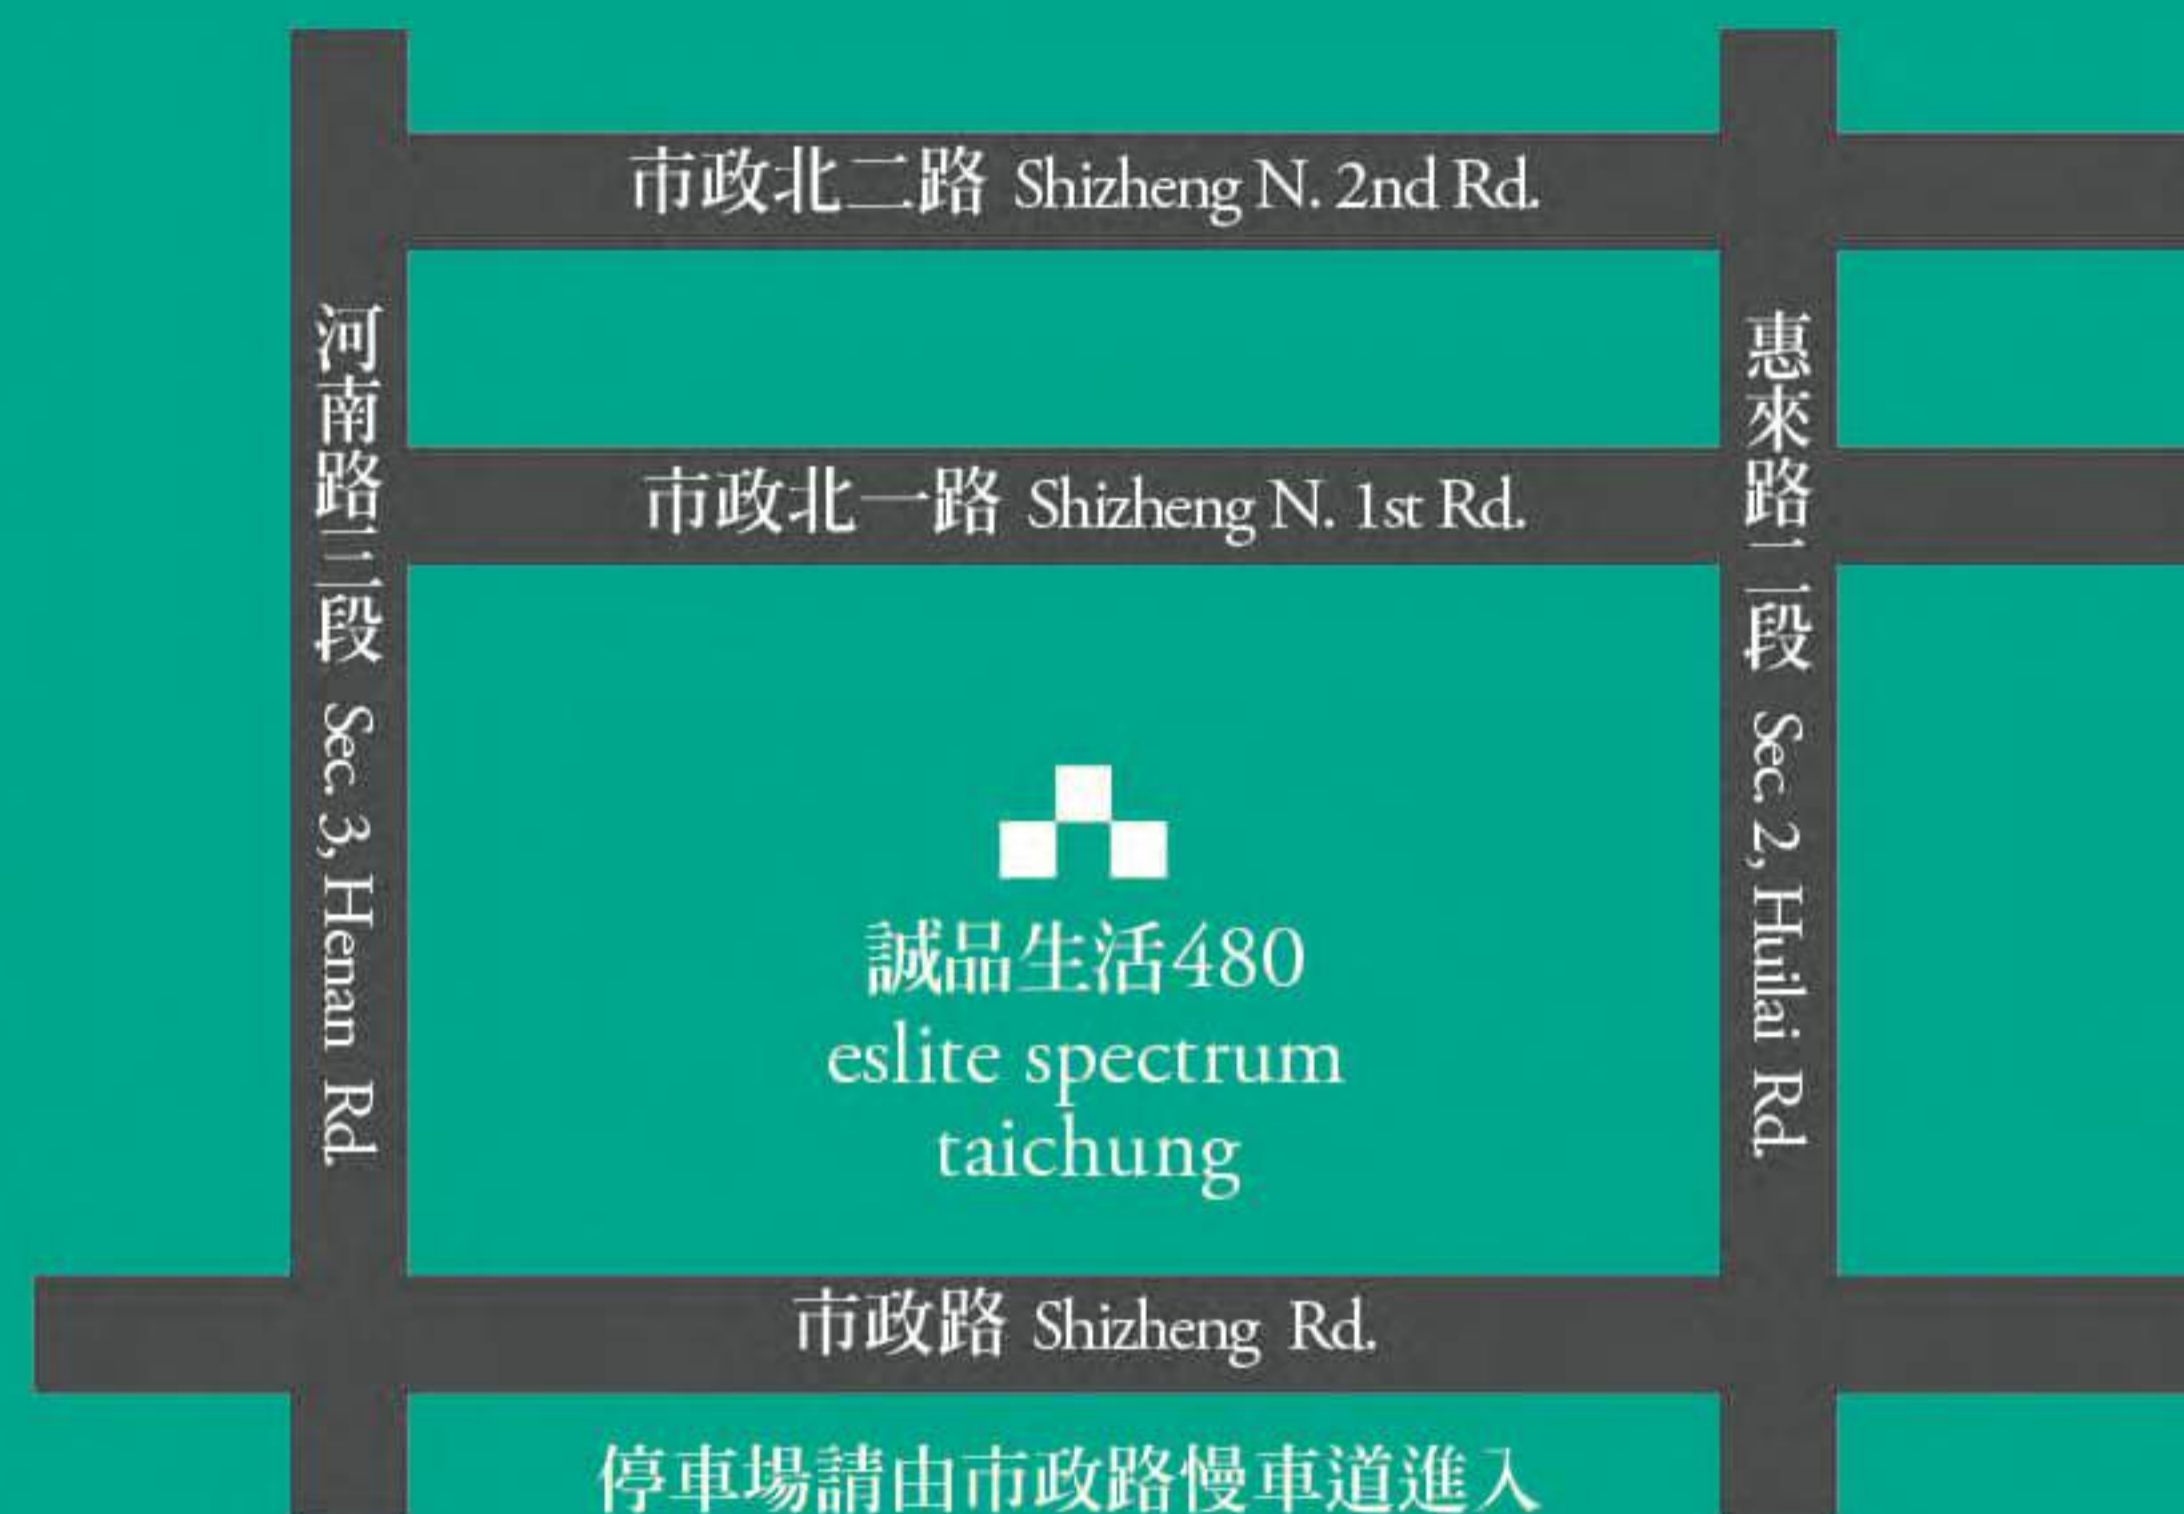 市政北二路 Shizheng N. 2nd Rd.
河南路三段 Sec. 3, Henan Rd.
惠來路二段 Sec. 2, Huilai Rd.
市政北一路 Shizheng N. 1st Rd.
誠品生活480
eslite spectrum
taichung
市政路 Shizheng Rd.
停車場請由市政路慢車道進入